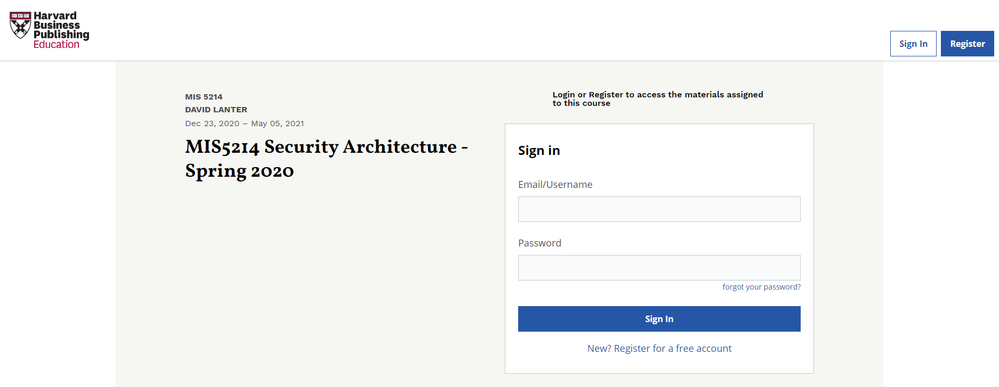 Harvard
Business
Publishing
Education
Sign In
Register
MIS 5214
DAVID LANTER
Dec 23, 2020 – May 05, 2021
MIS5214 Security Architecture -
Spring 2020
Login or Register to access the materials assigned
to this course
Sign in
Email/Username
Password
forgot your password?
Sign In
New? Register for a free account